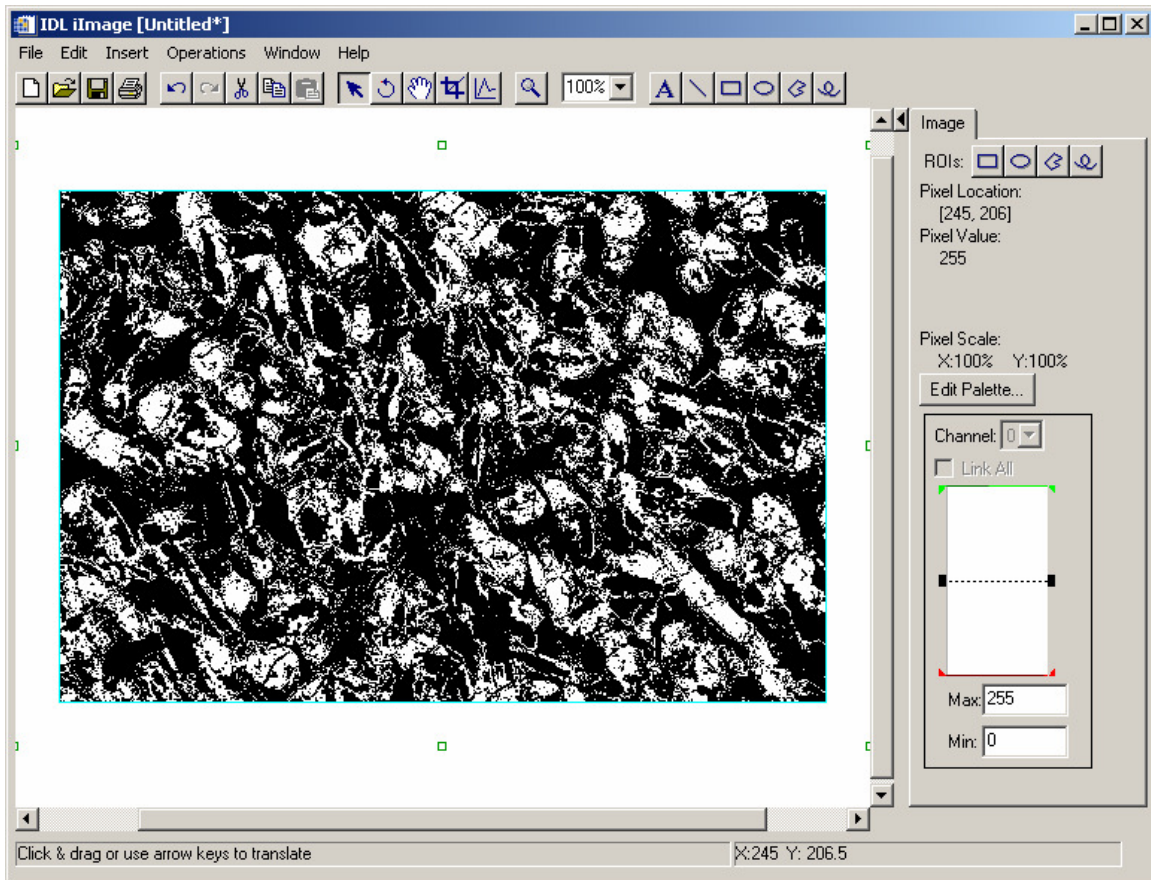 IDL iImage [Untitled*]
File Edit Insert Operations Window Help
100%
A
Image
ROIs:
Pixel Location:
[245, 206]
Pixel Value:
255
Pixel Scale:
X:100% Y:100%
Edit Palette...
Channel: 0
Link All
Max: 255
Min: 0
Click & drag or use arrow keys to translate
X:245 Y: 206.5